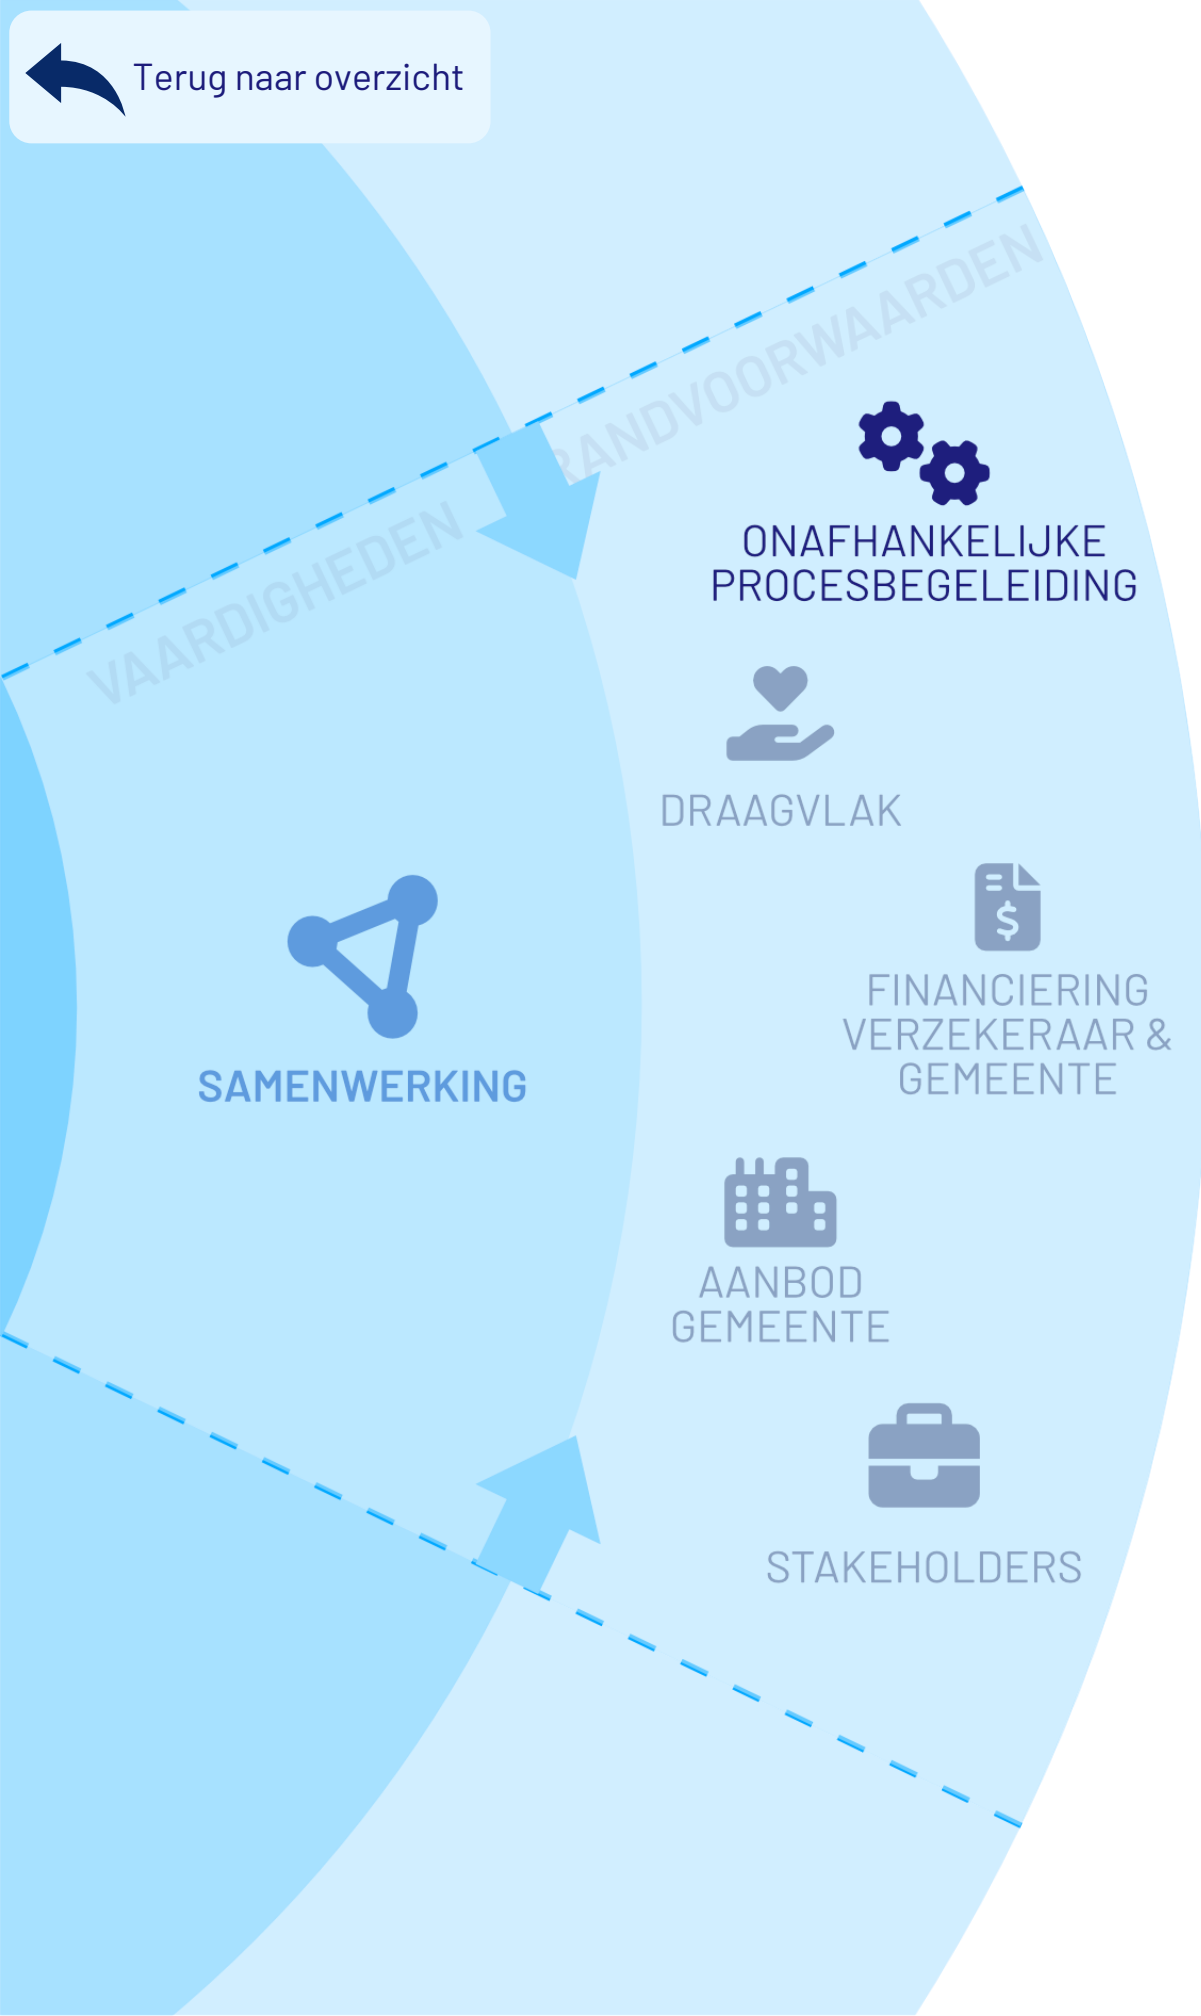 Terug naar overzicht
RANDVOORWAARDEN
VAARDIGHEDEN
ONAFHANKELIJKE
PROCESBEGELEIDING
DRAAGVLAK
FINANCIERING
VERZEKERAAR &
GEMEENTE
SAMENWERKING
AANBOD
GEMEENTE
STAKEHOLDERS